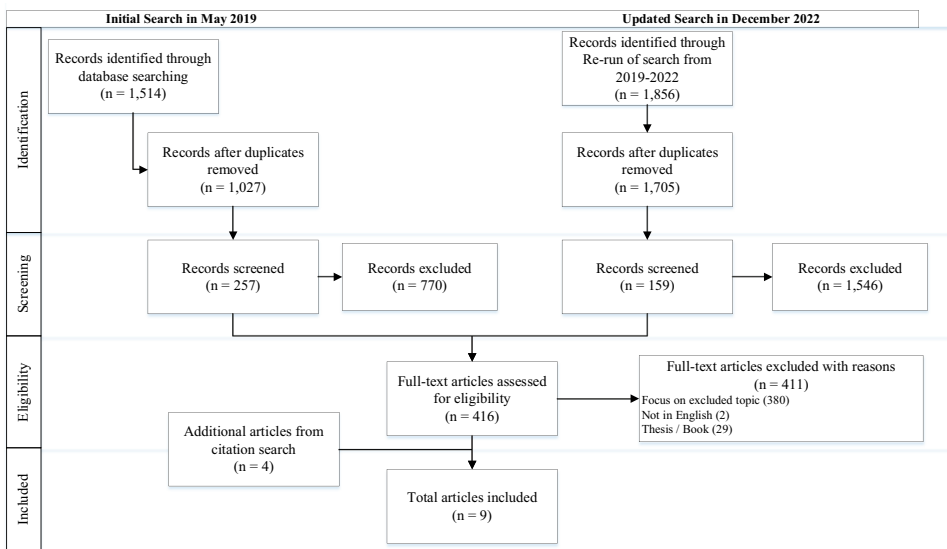 Initial Search in May 2019
Updated Search in December 2022
Identification
Records identified through
database searching
(n = 1,514)
Records identified through
Re-run of search from
2019-2022
(n = 1,856)
Records after duplicates
removed
(n = 1,027)
Records after duplicates
removed
(n = 1,705)
Screening
Records screened
(n = 257)
Records excluded
(n = 770)
Records screened
(n = 159)
Records excluded
(n = 1,546)
Eligibility
Full-text articles assessed
for eligibility
(n = 416)
Full-text articles excluded with reasons
(n = 411)
Focus on excluded topic (380)
Not in English (2)
Thesis / Book (29)
Additional articles from
citation search
(n = 4)
Included
Total articles included
(n = 9)